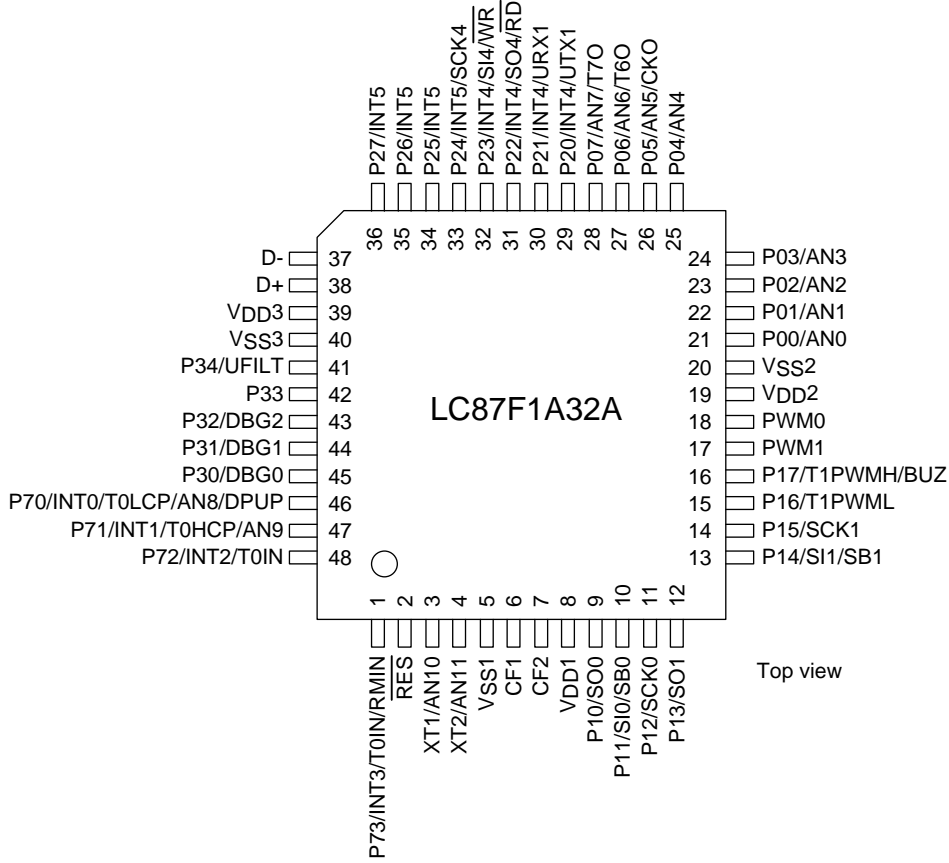 P27/INT5
P26/INT5
P25/INT5
P24/INT5/SCK4
P23/INT4/SI4/WR
P22/INT4/SO4/RD
P21/INT4/URX1
P20/INT4/UTX1
P07/AN7/T7O
P06/AN6/T6O
P05/AN5/CKO
P04/AN4
36
35
34
33
32
31
30
29
28
27
26
25
D- 37
D+ 38
VDD3 39
VSS3 40
P34/UFILT 41
P33 42
P32/DBG2 43
P31/DBG1 44
P30/DBG0 45
P70/INT0/T0LCP/AN8/DPUP 46
P71/INT1/T0HCP/AN9 47
P72/INT2/T0IN 48
LC87F1A32A
24 P03/AN3
23 P02/AN2
22 P01/AN1
21 P00/AN0
20 VSS2
19 VDD2
18 PWM0
17 PWM1
16 P17/T1PWMH/BUZ
15 P16/T1PWML
14 P15/SCK1
13 P14/SI1/SB1
1
2
3
4
5
6
7
8
9
10
11
12
P73/INT3/T0IN/RMIN
RES
XT1/AN10
XT2/AN11
VSS1
CF1
CF2
VDD1
P10/SO0
P11/SI0/SB0
P12/SCK0
P13/SO1
Top view